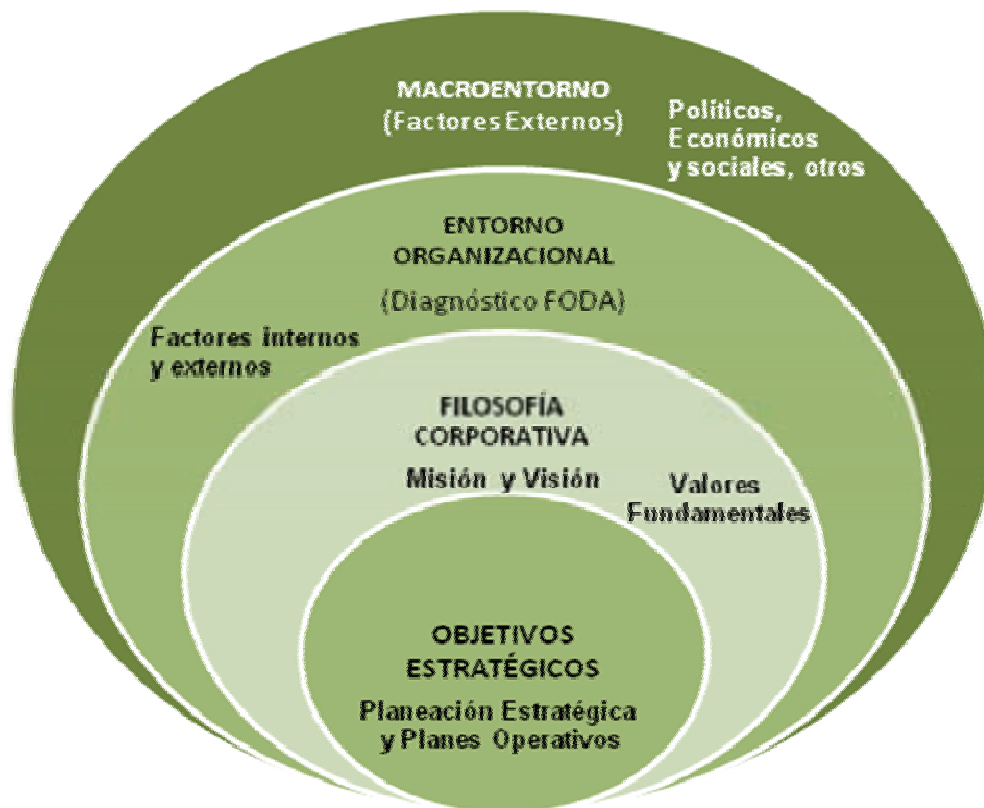 MACROENTORNO
(Factores Externos)
Políticos,
Económicos
y sociales, otros
ENTORNO
ORGANIZACIONAL
(Diagnóstico FODA)
Factores internos
y externos
FILOSOFÍA
CORPORATIVA
Misión y Visión
Valores
Fundamentales
OBJETIVOS
ESTRATÉGICOS
Planeación Estratégica
y Planes Operativos